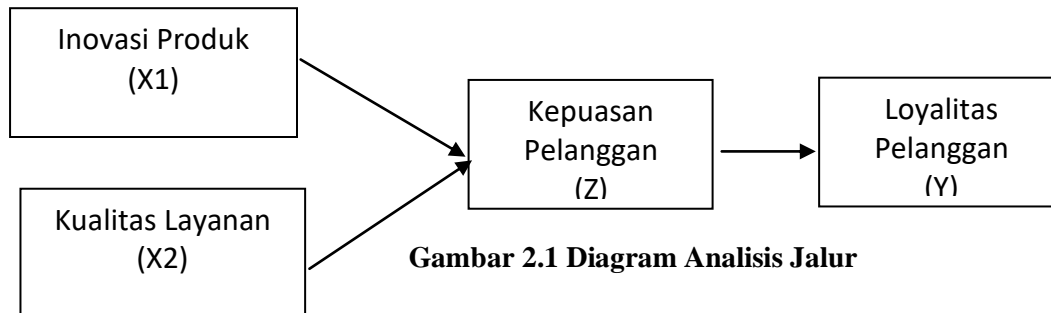 Inovasi Produk
(X1)
Kualitas Layanan
(X2)
Kepuasan
Pelanggan
(Z)
Loyalitas
Pelanggan
(Y)
Gambar 2.1 Diagram Analisis Jalur